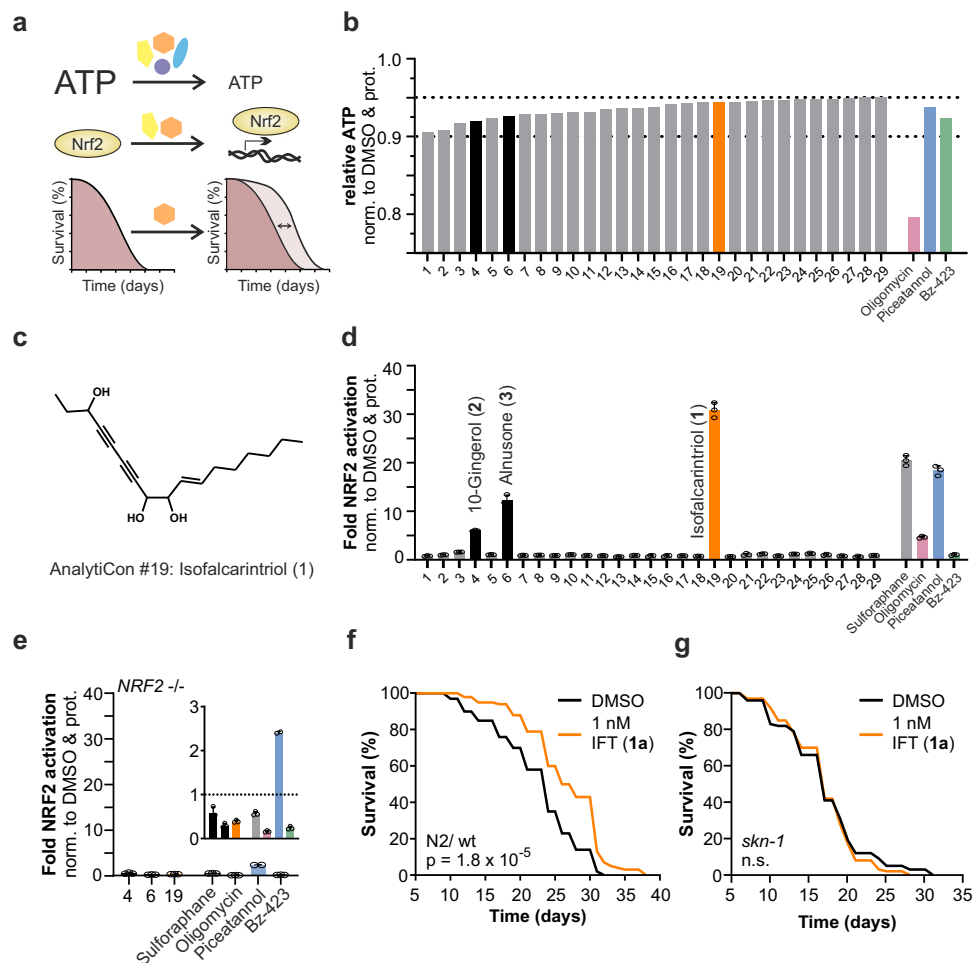 a
ATP
ATP
Nrf2
Nrf2
Survival (%)
Time (days)
Survival (%)
Time (days)
b
relative ATP
norm. to DMSO & prot.
1.0
0.9
0.8
1 2 3 4 5 6 7 8 9 10 11 12 13 14 15 16 17 18 19 20 21 22 23 24 25 26 27 28 29
Oligomycin
Piceatannol
Bz-423
c
OH
HO
OH
AnalytiCon #19: Isofalcarintriol (1)
d
Fold NRF2 activation
norm. to DMSO & prot.
40
30
20
10
0
10-Gingerol (2)
Alnusone (3)
Isofalcarintriol (1)
1 2 3 4 5 6 7 8 9 10 11 12 13 14 15 16 17 18 19 20 21 22 23 24 25 26 27 28 29
Sulforaphane
Oligomycin
Piceatannol
Bz-423
e
Fold NRF2 activation
norm. to DMSO & prot.
NRF2 -/-
40
30
20
10
0
3
2
1
0
4 6 19
Sulforaphane
Oligomycin
Piceatannol
Bz-423
f
Survival (%)
100
80
60
40
20
0
DMSO
1 nM
IFT (1a)
N2/ wt
p = 1.8 x 10-5
5 10 15 20 25 30 35 40
Time (days)
g
Survival (%)
100
80
60
40
20
0
DMSO
1 nM
IFT (1a)
skn-1
n.s.
5 10 15 20 25 30 35
Time (days)